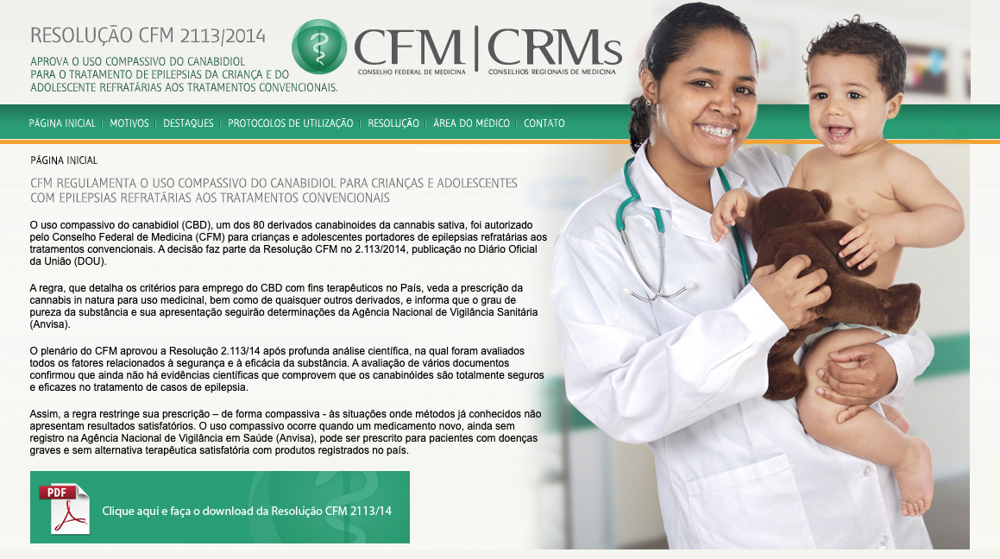 RESOLUÇÃO CFM 2113/2014
APROVA O USO COMPASSIVO DO CANABIDIOL
PARA O TRATAMENTO DE EPILEPSIAS DA CRIANÇA E DO
ADOLESCENTE REFRATÁRIAS AOS TRATAMENTOS CONVENCIONAIS.
CFM
CONSELHO FEDERAL DE MEDICINA
CRMs
CONSELHOS REGIONAIS DE MEDICINA
PÁGINA INICIAL | MOTIVOS | DESTAQUES | PROTOCOLOS DE UTILIZAÇÃO | RESOLUÇÃO | ÁREA DO MÉDICO | CONTATO
PÁGINA INICIAL
CFM REGULAMENTA O USO COMPASSIVO DO CANABIDIOL PARA CRIANÇAS E ADOLESCENTES
COM EPILEPSIAS REFRATÁRIAS AOS TRATAMENTOS CONVENCIONAIS
O uso compassivo do canabidiol (CBD), um dos 80 derivados canabinoides da cannabis sativa, foi autorizado
pelo Conselho Federal de Medicina (CFM) para crianças e adolescentes portadores de epilepsias refratárias aos
tratamentos convencionais. A decisão faz parte da Resolução CFM no 2.113/2014, publicação no Diário Oficial
da União (DOU).
A regra, que detalha os critérios para emprego do CBD com fins terapêuticos no País, veda a prescrição da
cannabis in natura para uso medicinal, bem como de quaisquer outros derivados, e informa que o grau de
pureza da substância e sua apresentação seguirão determinações da Agência Nacional de Vigilância Sanitária
(Anvisa).
O plenário do CFM aprovou a Resolução 2.113/14 após profunda análise científica, na qual foram avaliados
todos os fatores relacionados à segurança e à eficácia da substância. A avaliação de vários documentos
confirmou que ainda não há evidências científicas que comprovem que os canabinóides são totalmente seguros
e eficazes no tratamento de casos de epilepsia.
Assim, a regra restringe sua prescrição – de forma compassiva - às situações onde métodos já conhecidos não
apresentam resultados satisfatórios. O uso compassivo ocorre quando um medicamento novo, ainda sem
registro na Agência Nacional de Vigilância em Saúde (Anvisa), pode ser prescrito para pacientes com doenças
graves e sem alternativa terapêutica satisfatória com produtos registrados no país.
PDF
Clique aqui e faça o download da Resolução CFM 2113/14